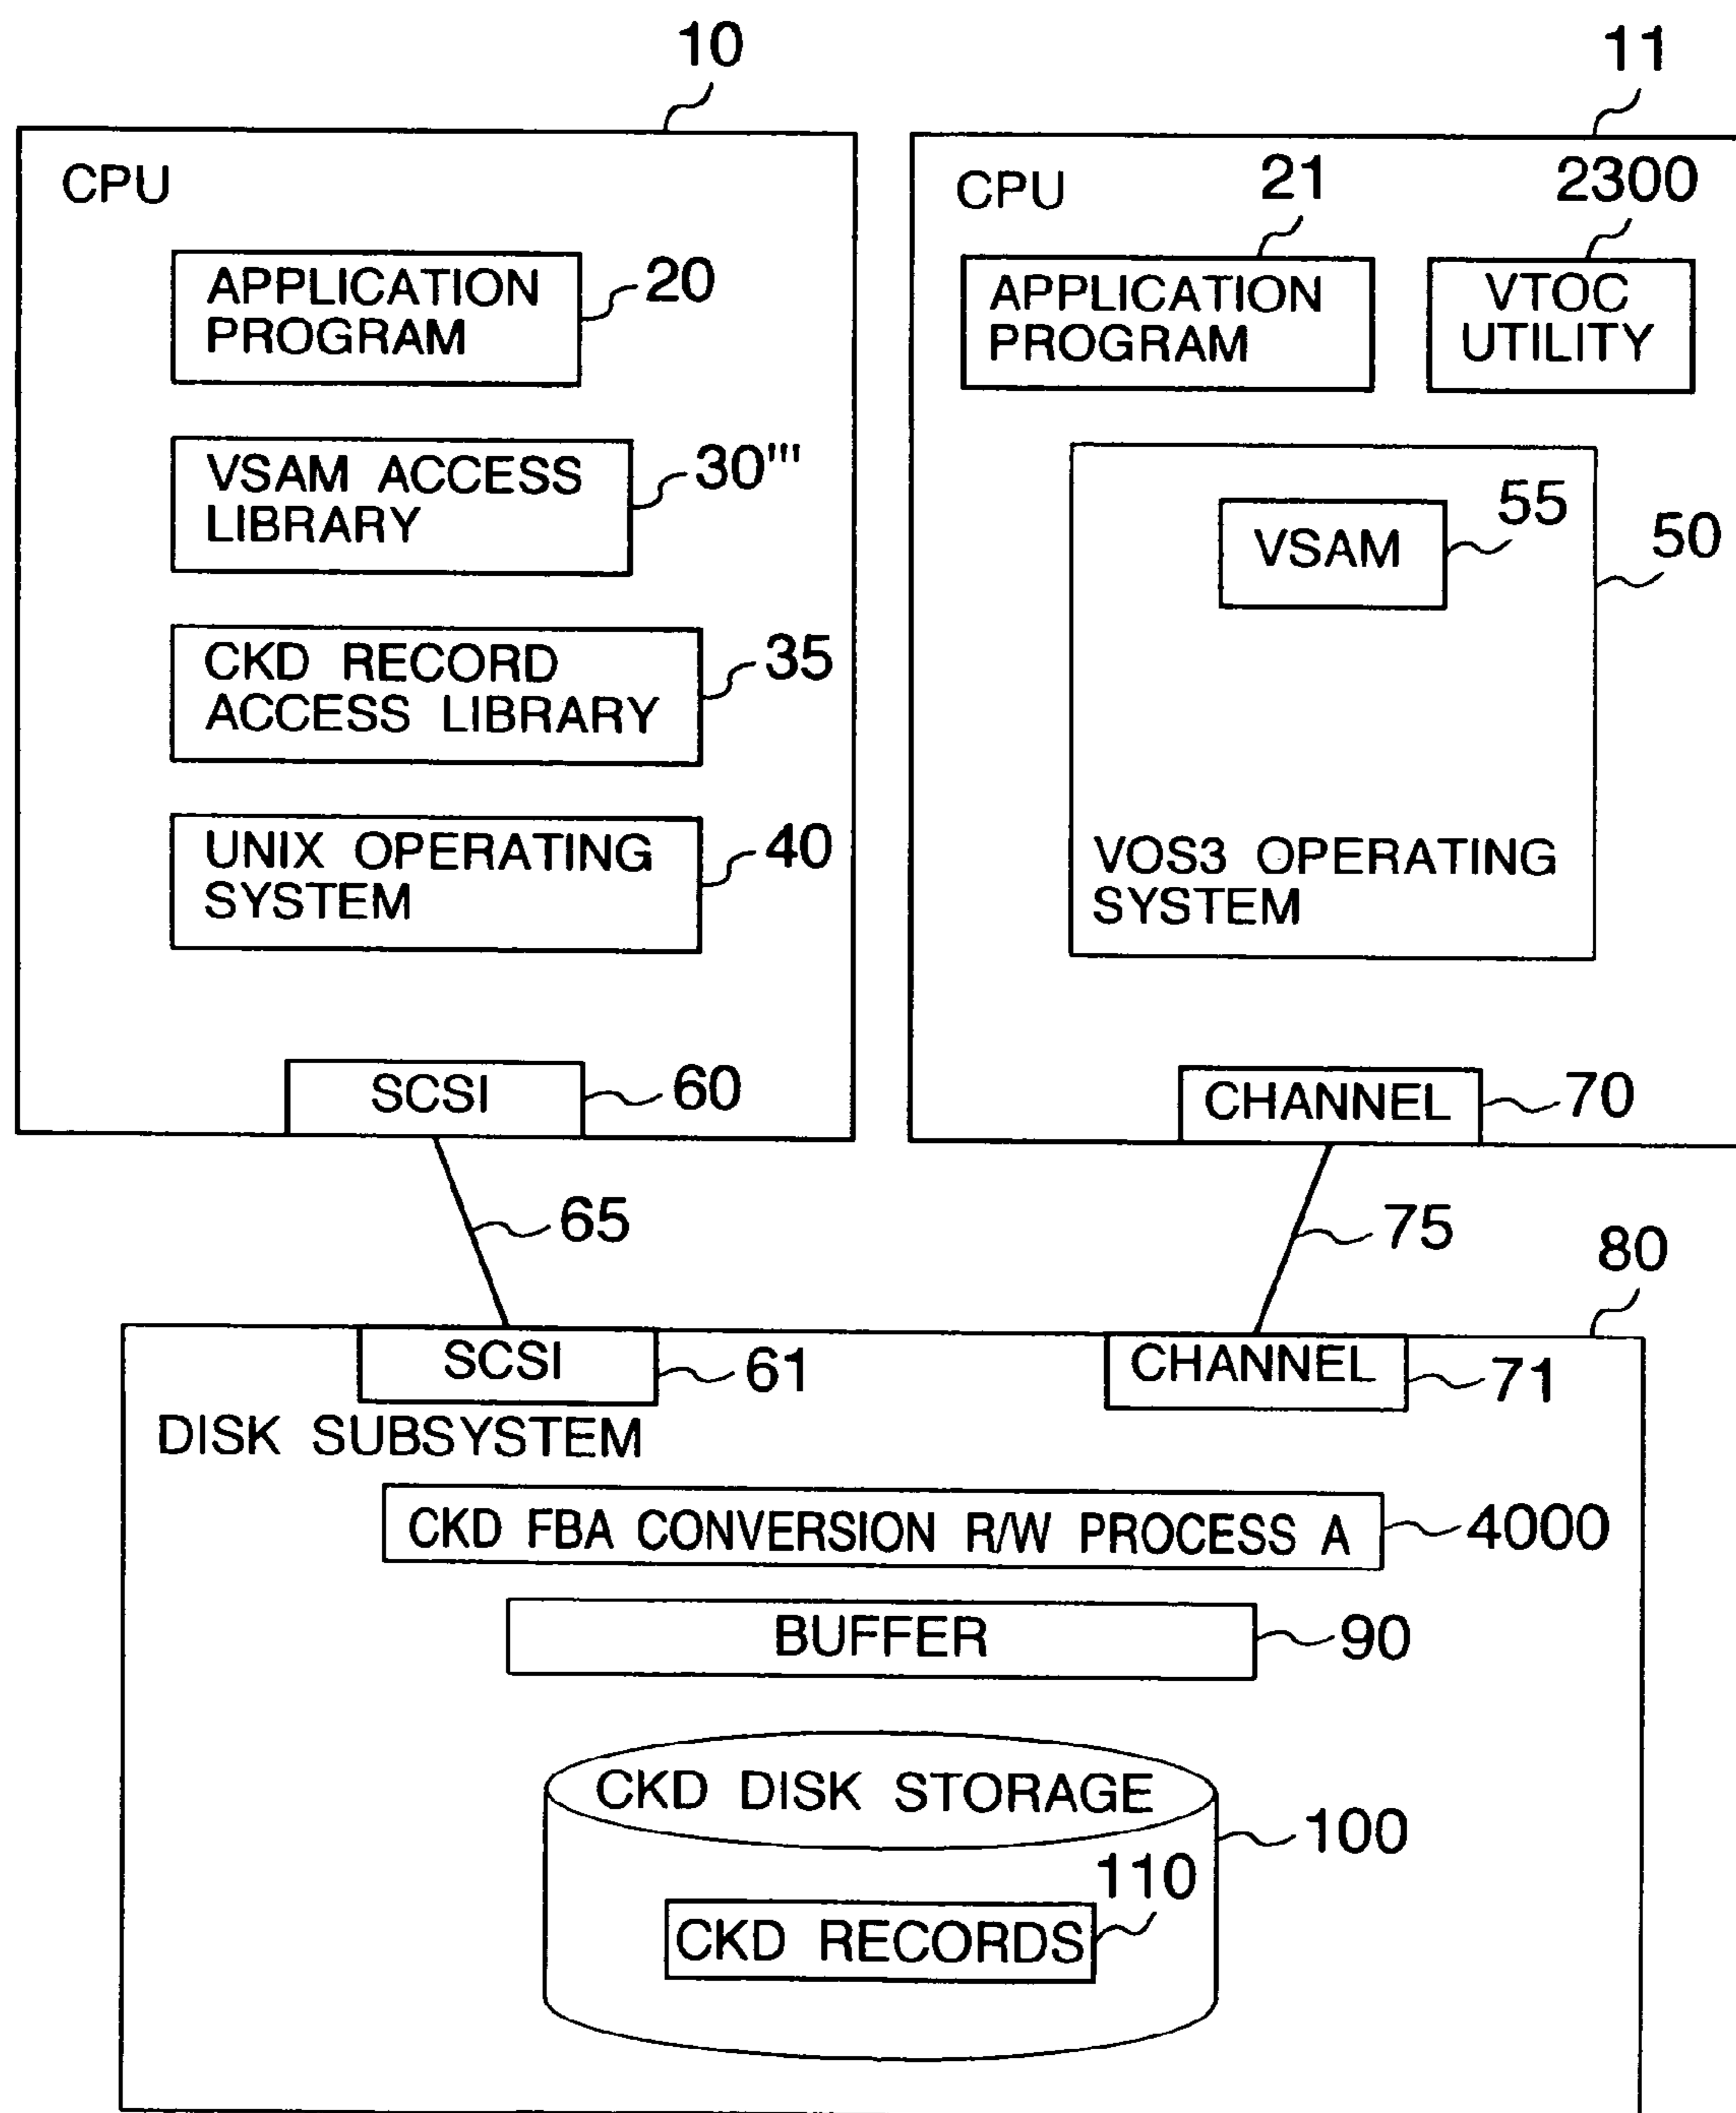 10
11
CPU
CPU
21
2300
APPLICATION
PROGRAM
20
APPLICATION
PROGRAM
VTOC
UTILITY
VSAM ACCESS
LIBRARY
30'''
VSAM
55
50
CKD RECORD
ACCESS LIBRARY
35
UNIX OPERATING
SYSTEM
40
VOS3 OPERATING
SYSTEM
SCSI
60
CHANNEL
70
65
75
80
SCSI
61
CHANNEL
71
DISK SUBSYSTEM
CKD FBA CONVERSION R/W PROCESS A
4000
BUFFER
90
CKD DISK STORAGE
100
110
CKD RECORDS